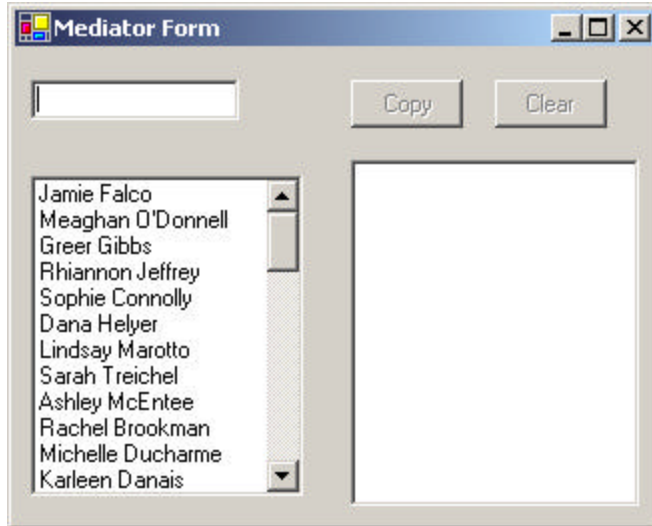 Mediator Form
Copy
Clear
Jamie Falco
Meaghan O'Donnell
Greer Gibbs
Rhiannon Jeffrey
Sophie Connolly
Dana Helyer
Lindsay Marotto
Sarah Treichel
Ashley McEntee
Rachel Brookman
Michelle Ducharme
Karleen Danais